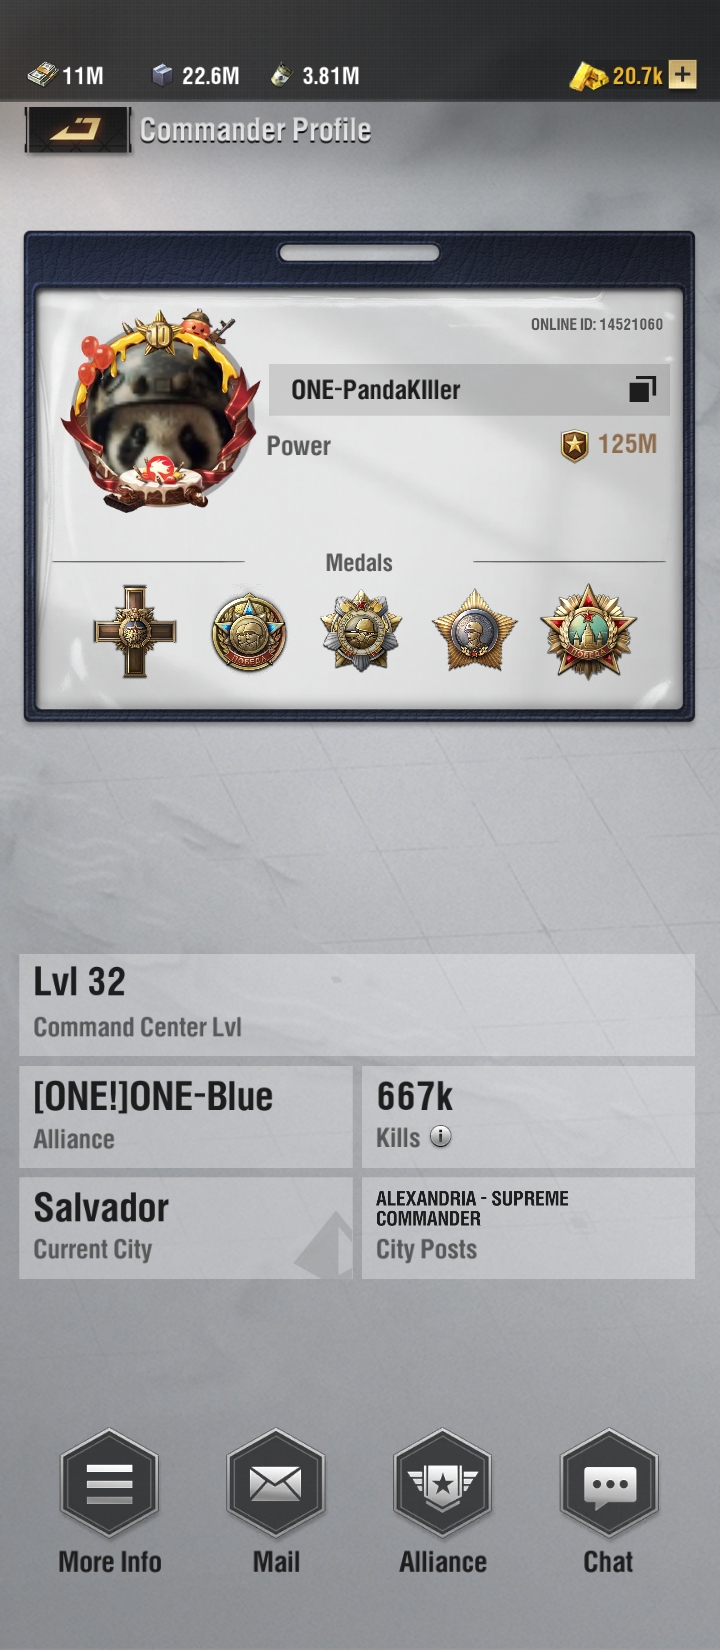 11M 22.6M 3.81M 20.7k
Commander Profile
10
ONLINE ID: 14521060
ONE-PandaKIller
Power 125M
Medals
ПОБЕДА ПОБЕДА
Lvl 32
Command Center Lvl
[ONE!]ONE-Blue
Alliance
667k
Kills
Salvador
Current City
ALEXANDRIA - SUPREME
COMMANDER
City Posts
More Info Mail Alliance Chat